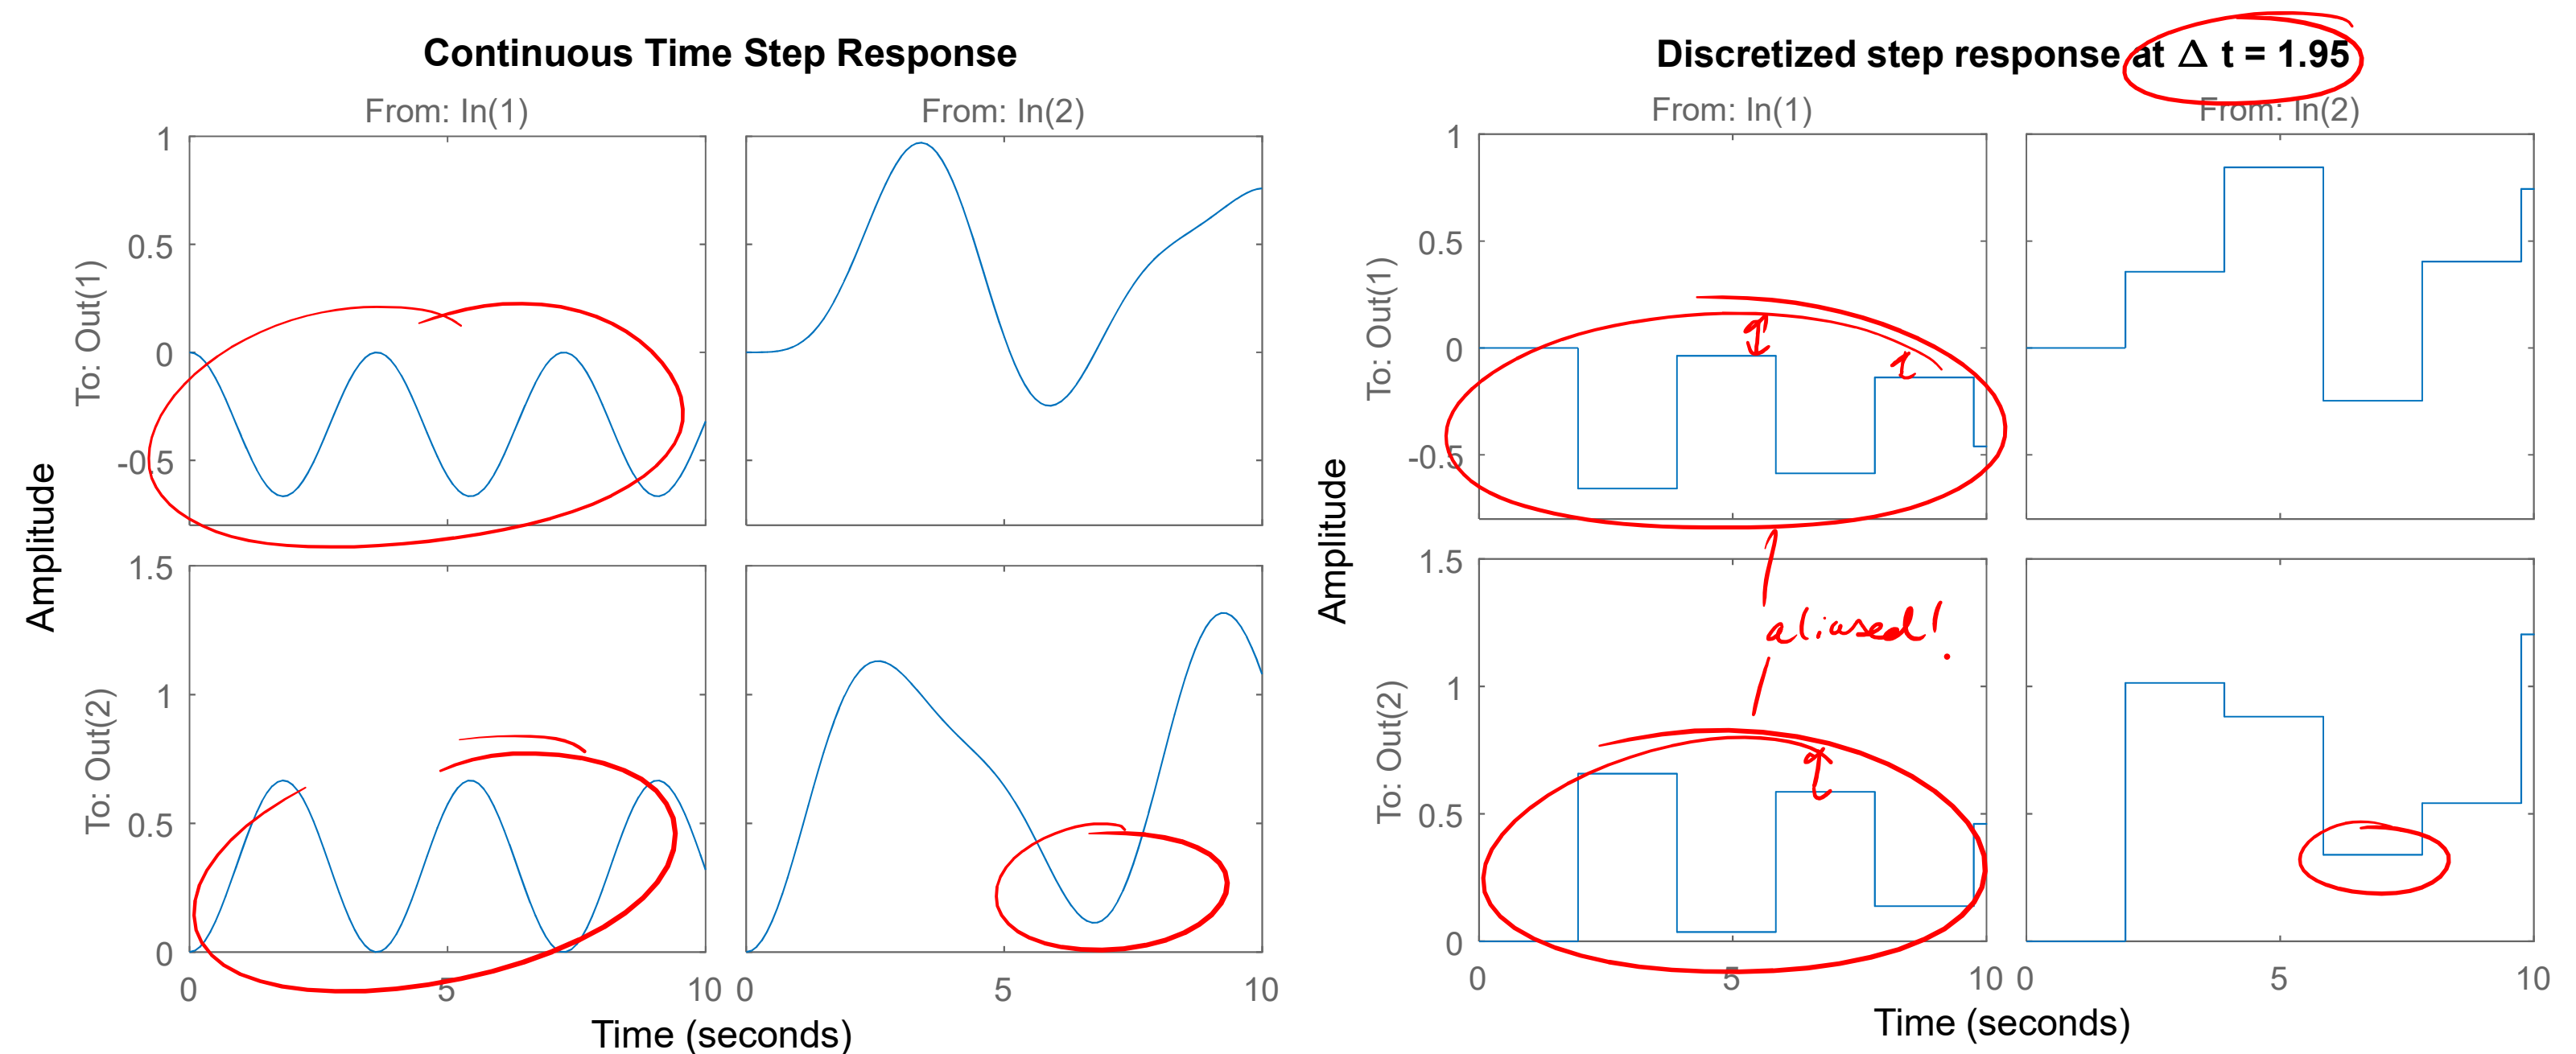 Continuous Time Step Response
From: In(1)
From: In(2)
To: Out(1)
1
0.5
0
-0.5
Amplitude
To: Out(2)
1.5
1
0.5
0
0
5
10
0
5
10
Time (seconds)
Discretized step response at Δ t = 1.95
From: In(1)
From: In(2)
To: Out(1)
1
0.5
0
-0.5
Amplitude
aliased!
To: Out(2)
1.5
1
0.5
0
0
5
10
0
5
10
Time (seconds)